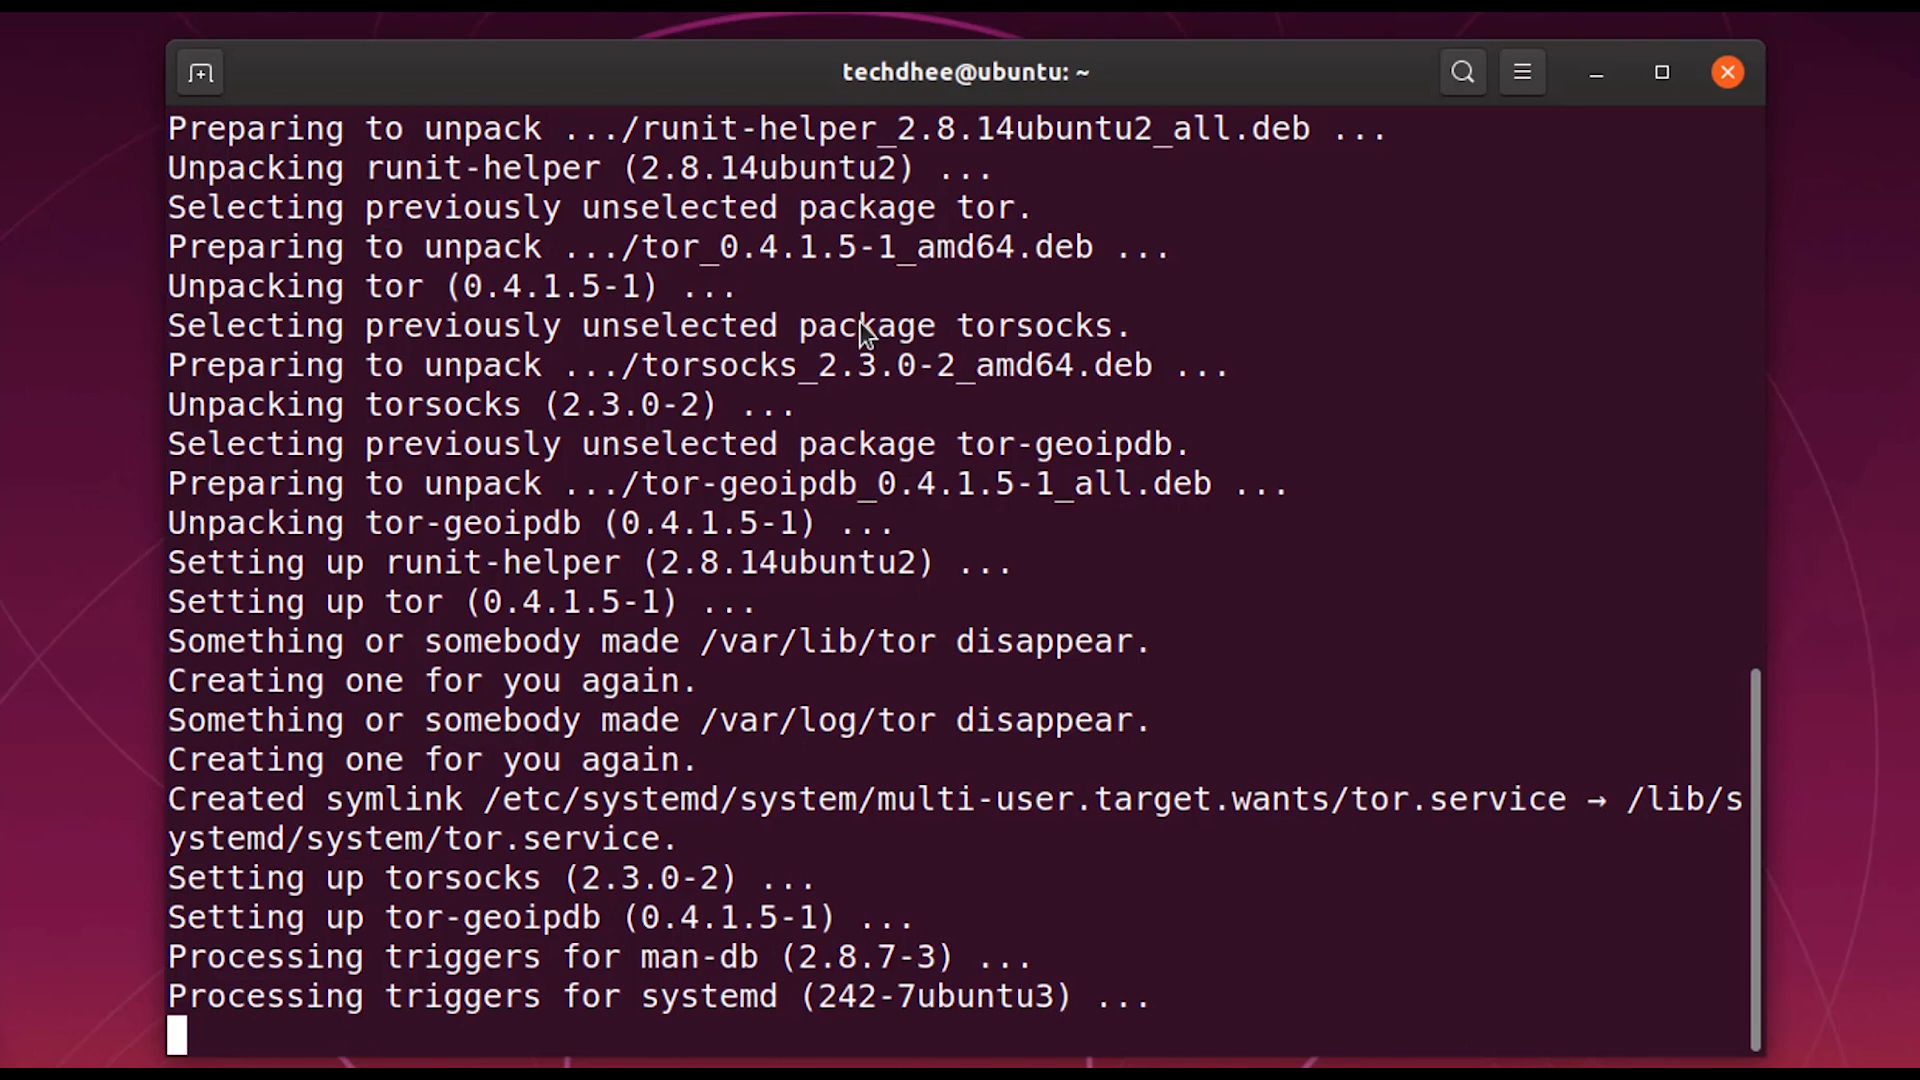 techdhee@ubuntu: ~
Preparing to unpack .../runit-helper_2.8.14ubuntu2_all.deb ...
Unpacking runit-helper (2.8.14ubuntu2) ...
Selecting previously unselected package tor.
Preparing to unpack .../tor_0.4.1.5-1_amd64.deb ...
Unpacking tor (0.4.1.5-1) ...
Selecting previously unselected package torsocks.
Preparing to unpack .../torsocks_2.3.0-2_amd64.deb ...
Unpacking torsocks (2.3.0-2) ...
Selecting previously unselected package tor-geoipdb.
Preparing to unpack .../tor-geoipdb_0.4.1.5-1_all.deb ...
Unpacking tor-geoipdb (0.4.1.5-1) ...
Setting up runit-helper (2.8.14ubuntu2) ...
Setting up tor (0.4.1.5-1) ...
Something or somebody made /var/lib/tor disappear.
Creating one for you again.
Something or somebody made /var/log/tor disappear.
Creating one for you again.
Created symlink /etc/systemd/system/multi-user.target.wants/tor.service → /lib/s
ystemd/system/tor.service.
Setting up torsocks (2.3.0-2) ...
Setting up tor-geoipdb (0.4.1.5-1) ...
Processing triggers for man-db (2.8.7-3) ...
Processing triggers for systemd (242-7ubuntu3) ...